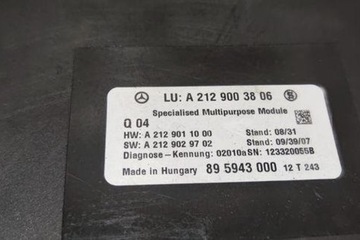 LU: A 212 900 38 06
Specialised Multipurpose Module
Q 04
HW: A 212 901 10 00 Stand: 08/31
SW: A 212 902 97 02 Stand: 09/39/07
Diagnose - Kennung: 02010a SN: 123320055B
Made in Hungary 89 5943 000 12 T 243